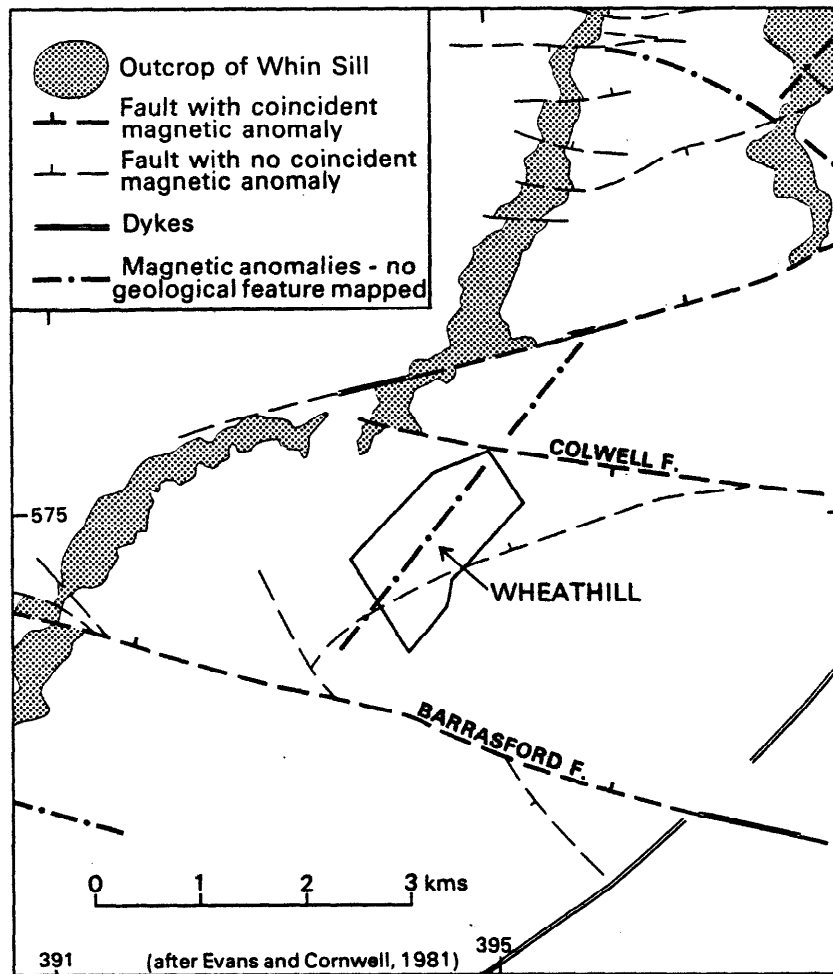 Outcrop of Whin Sill
Fault with coincident
magnetic anomaly
Fault with no coincident
magnetic anomaly
Dykes
Magnetic anomalies - no
geological feature mapped
COLWELL F.
575
WHEATHILL
BARRASFORD F.
0 1 2 3 kms
391 (after Evans and Cornwell, 1981) 395